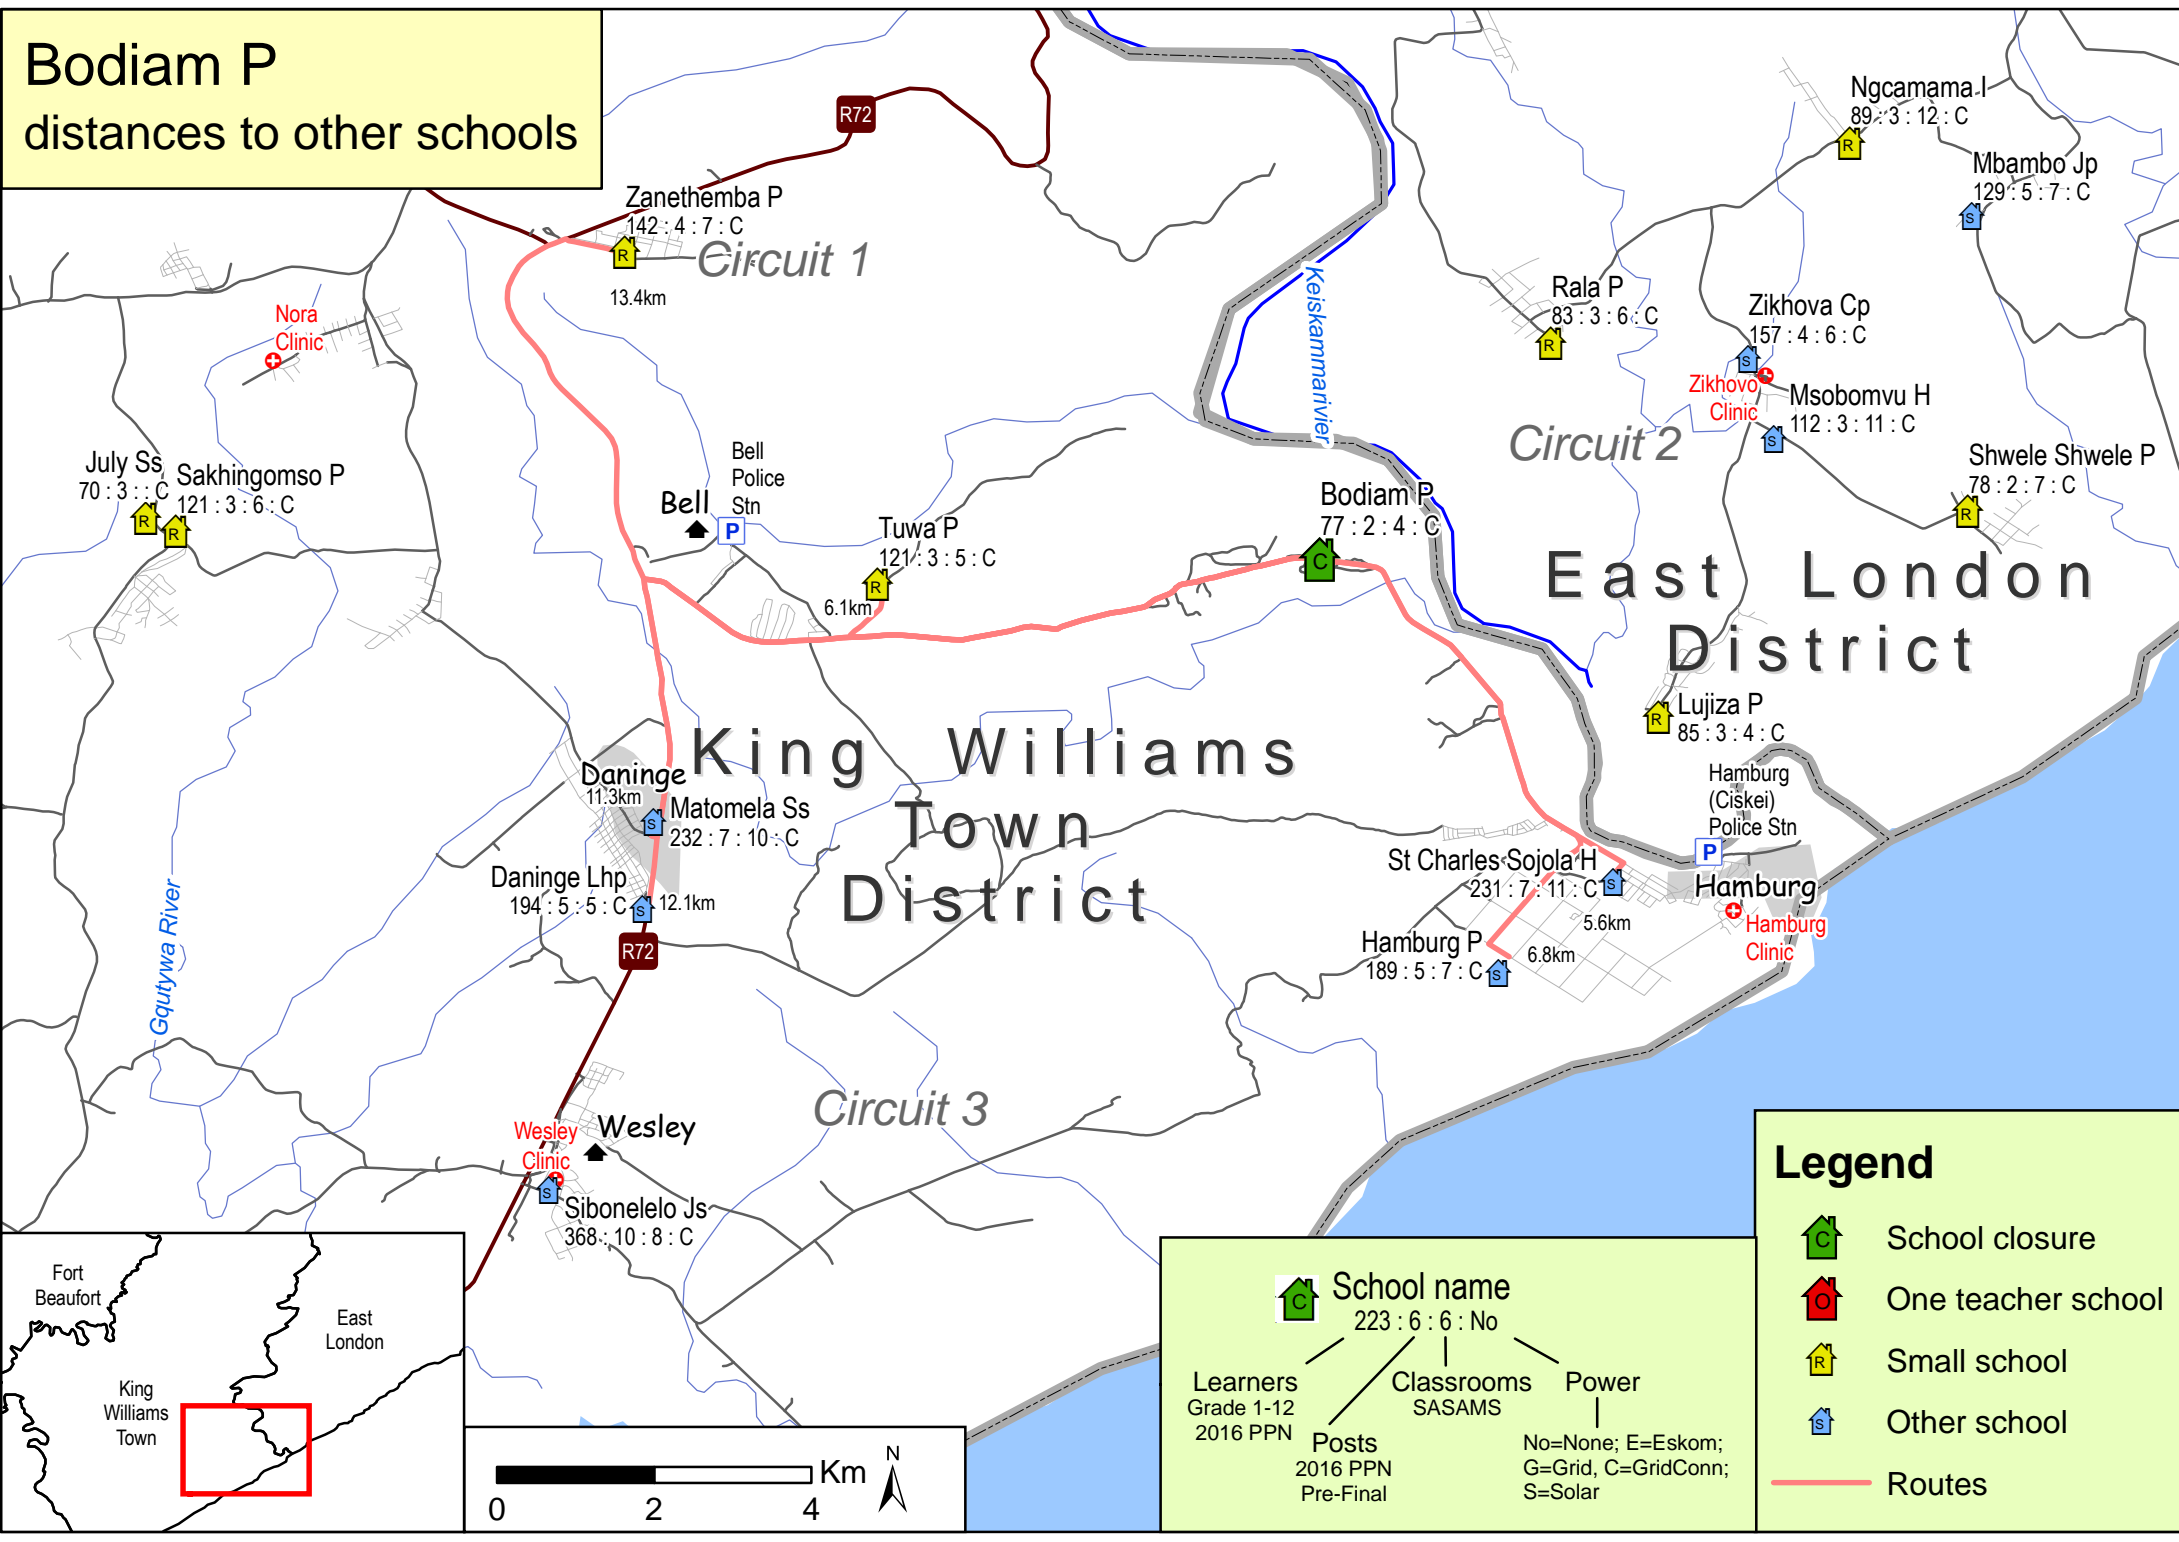 Bodiam P
distances to other schools
R72
Ngcamama I
89 : 3 : 12 : C
Mbambo Jp
129 : 5 : 7 : C
Zanethemba P
142 : 4 : 7 : C
R
Circuit 1
13.4km
Keiskammarivier
Rala P
83 : 3 : 6 : C
R
Zikhova Cp
157 : 4 : 6 : C
S
Zikhovo
Clinic
Msobomvu H
112 : 3 : 11 : C
S
Nora
Clinic
Circuit 2
July Ss
70 : 3 : : C
R
Sakhingomso P
121 : 3 : 6 : C
R
Bell
Police
Stn
Bell
P
Tuwa P
121 : 3 : 5 : C
R
6.1km
Bodiam P
77 : 2 : 4 : C
C
Shwele Shwele P
78 : 2 : 7 : C
R
East London
District
Lujiza P
85 : 3 : 4 : C
R
King Williams
Town
District
Daninge
11.3km
Matomela Ss
232 : 7 : 10 : C
S
Daninge Lhp
194 : 5 : 5 : C
S
12.1km
R72
Hamburg
(Ciskei)
Police Stn
P
St Charles Sojola H
231 : 7 : 11 : C
S
5.6km
Hamburg
Hamburg
Clinic
Hamburg P
189 : 5 : 7 : C
S
6.8km
Gqutywa River
Circuit 3
Wesley
Clinic
Wesley
S
Sibonelelo Js
368 : 10 : 8 : C
Fort
Beaufort
East
London
King
Williams
Town
0 2 4
Km
N
C
School name
223 : 6 : 6 : No
Learners
Grade 1-12
2016 PPN
Posts
2016 PPN
Pre-Final
Classrooms
SASAMS
Power
No=None; E=Eskom;
G=Grid, C=GridConn;
S=Solar
Legend
C School closure
O One teacher school
R Small school
S Other school
Routes